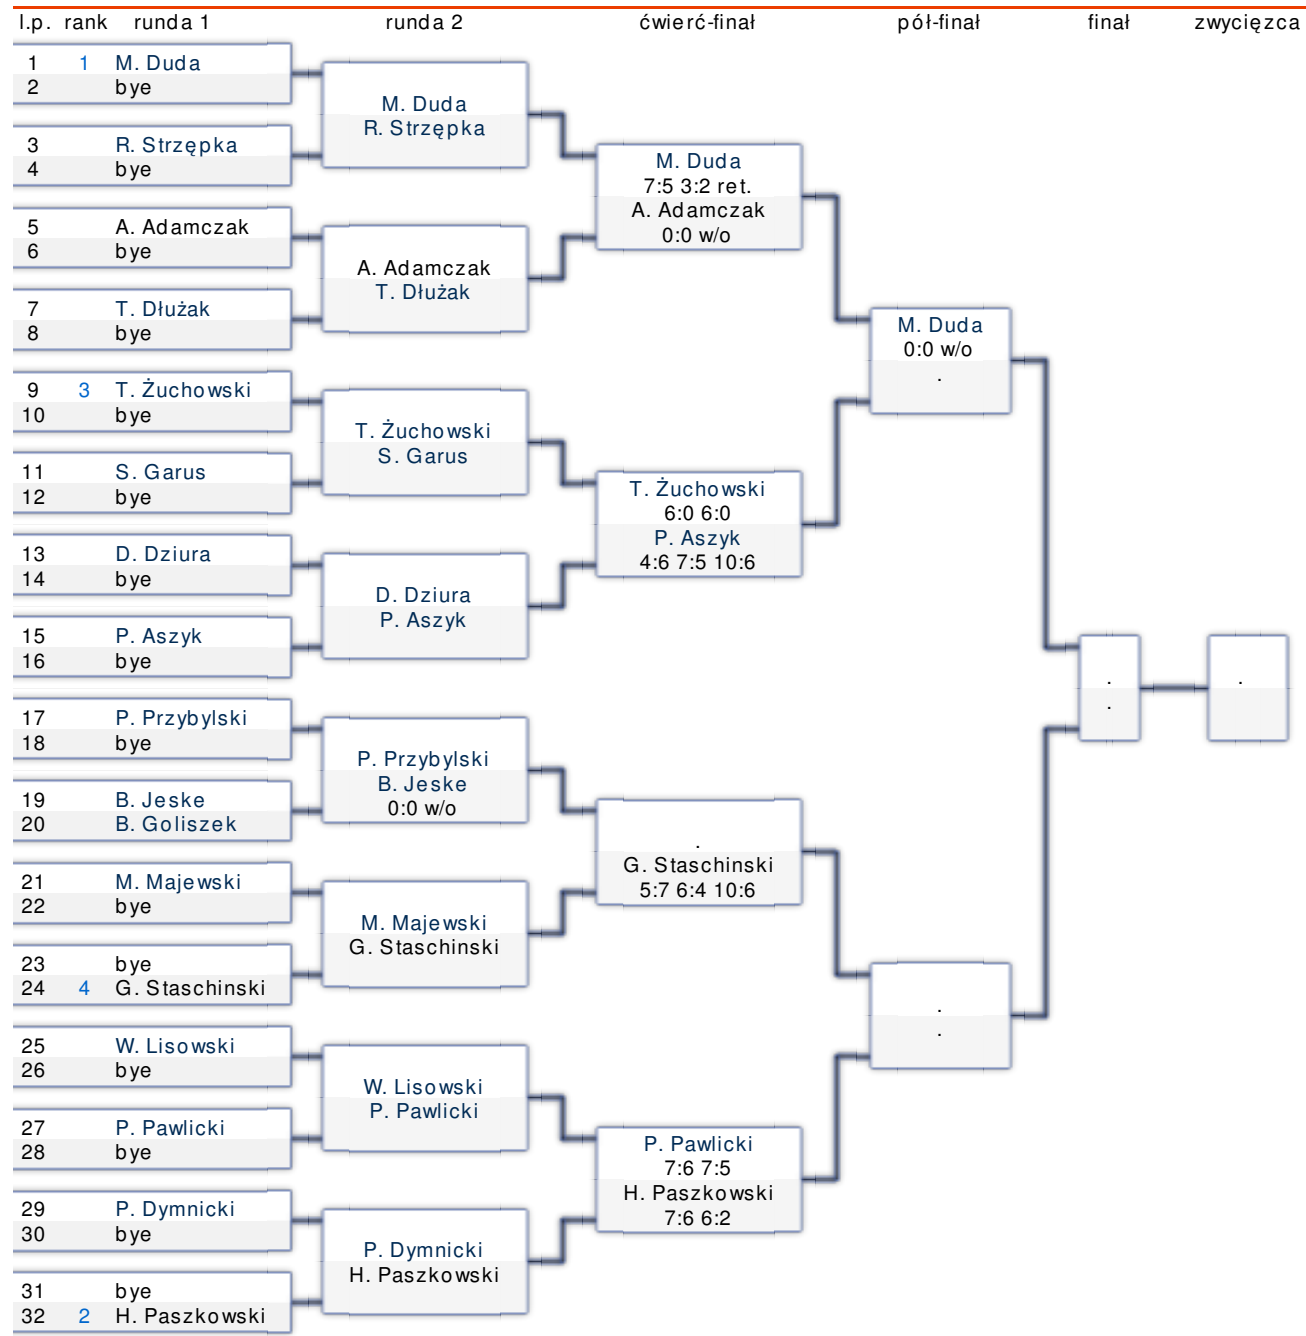 l.p. rank runda 1 runda 2 ćwierć-finał pół-finał finał zwycięzca
1 1 M. Duda
2 bye
3 R. Strzępka
4 bye
5 A. Adamczak
6 bye
7 T. Dłużak
8 bye
9 3 T. Żuchowski
10 bye
11 S. Garus
12 bye
13 D. Dziura
14 bye
15 P. Aszyk
16 bye
17 P. Przybylski
18 bye
19 B. Jeske
20 B. Goliszek
21 M. Majewski
22 bye
23 bye
24 4 G. Staschinski
25 W. Lisowski
26 bye
27 P. Pawlicki
28 bye
29 P. Dymnicki
30 bye
31 bye
32 2 H. Paszkowski
M. Duda
R. Strzępka
A. Adamczak
T. Dłużak
T. Żuchowski
S. Garus
D. Dziura
P. Aszyk
P. Przybylski
B. Jeske
0:0 w/o
M. Majewski
G. Staschinski
W. Lisowski
P. Pawlicki
P. Dymnicki
H. Paszkowski
M. Duda
7:5 3:2 ret.
A. Adamczak
0:0 w/o
T. Żuchowski
6:0 6:0
P. Aszyk
4:6 7:5 10:6
.
G. Staschinski
5:7 6:4 10:6
P. Pawlicki
7:6 7:5
H. Paszkowski
7:6 6:2
M. Duda
0:0 w/o
.
.
.
.
.
.